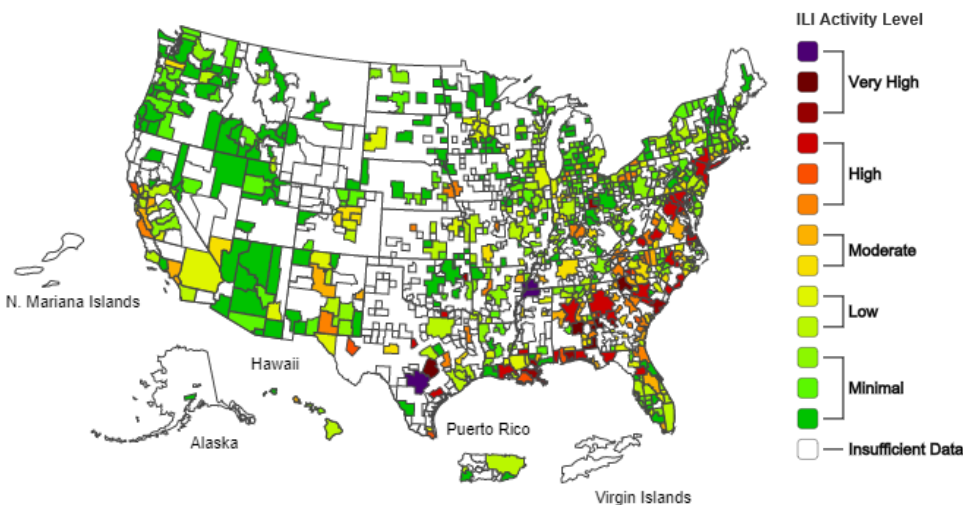 ILI Activity Level
Very High
High
Moderate
Low
Minimal
Insufficient Data
N. Mariana Islands
Hawaii
Alaska
Puerto Rico
Virgin Islands